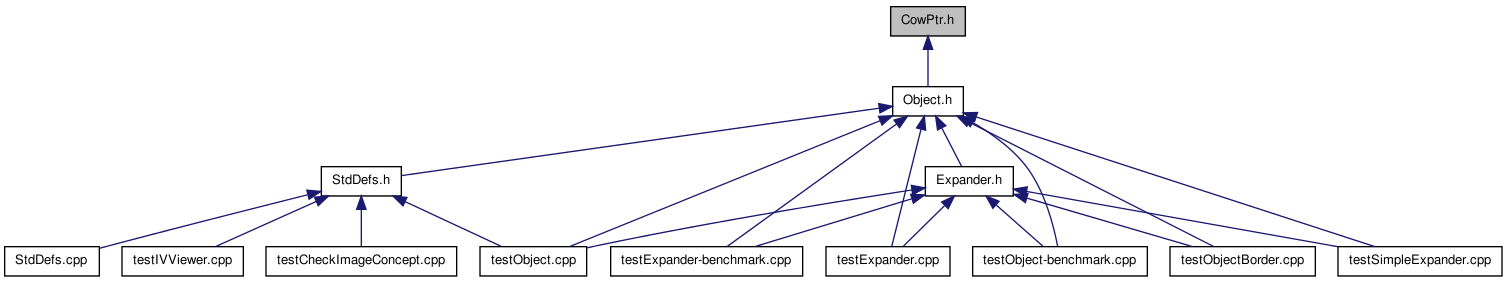 CowPtr.h
Object.h
StdDefs.h
Expander.h
StdDefs.cpp
testIVViewer.cpp
testCheckImageConcept.cpp
testObject.cpp
testExpander-benchmark.cpp
testExpander.cpp
testObject-benchmark.cpp
testObjectBorder.cpp
testSimpleExpander.cpp